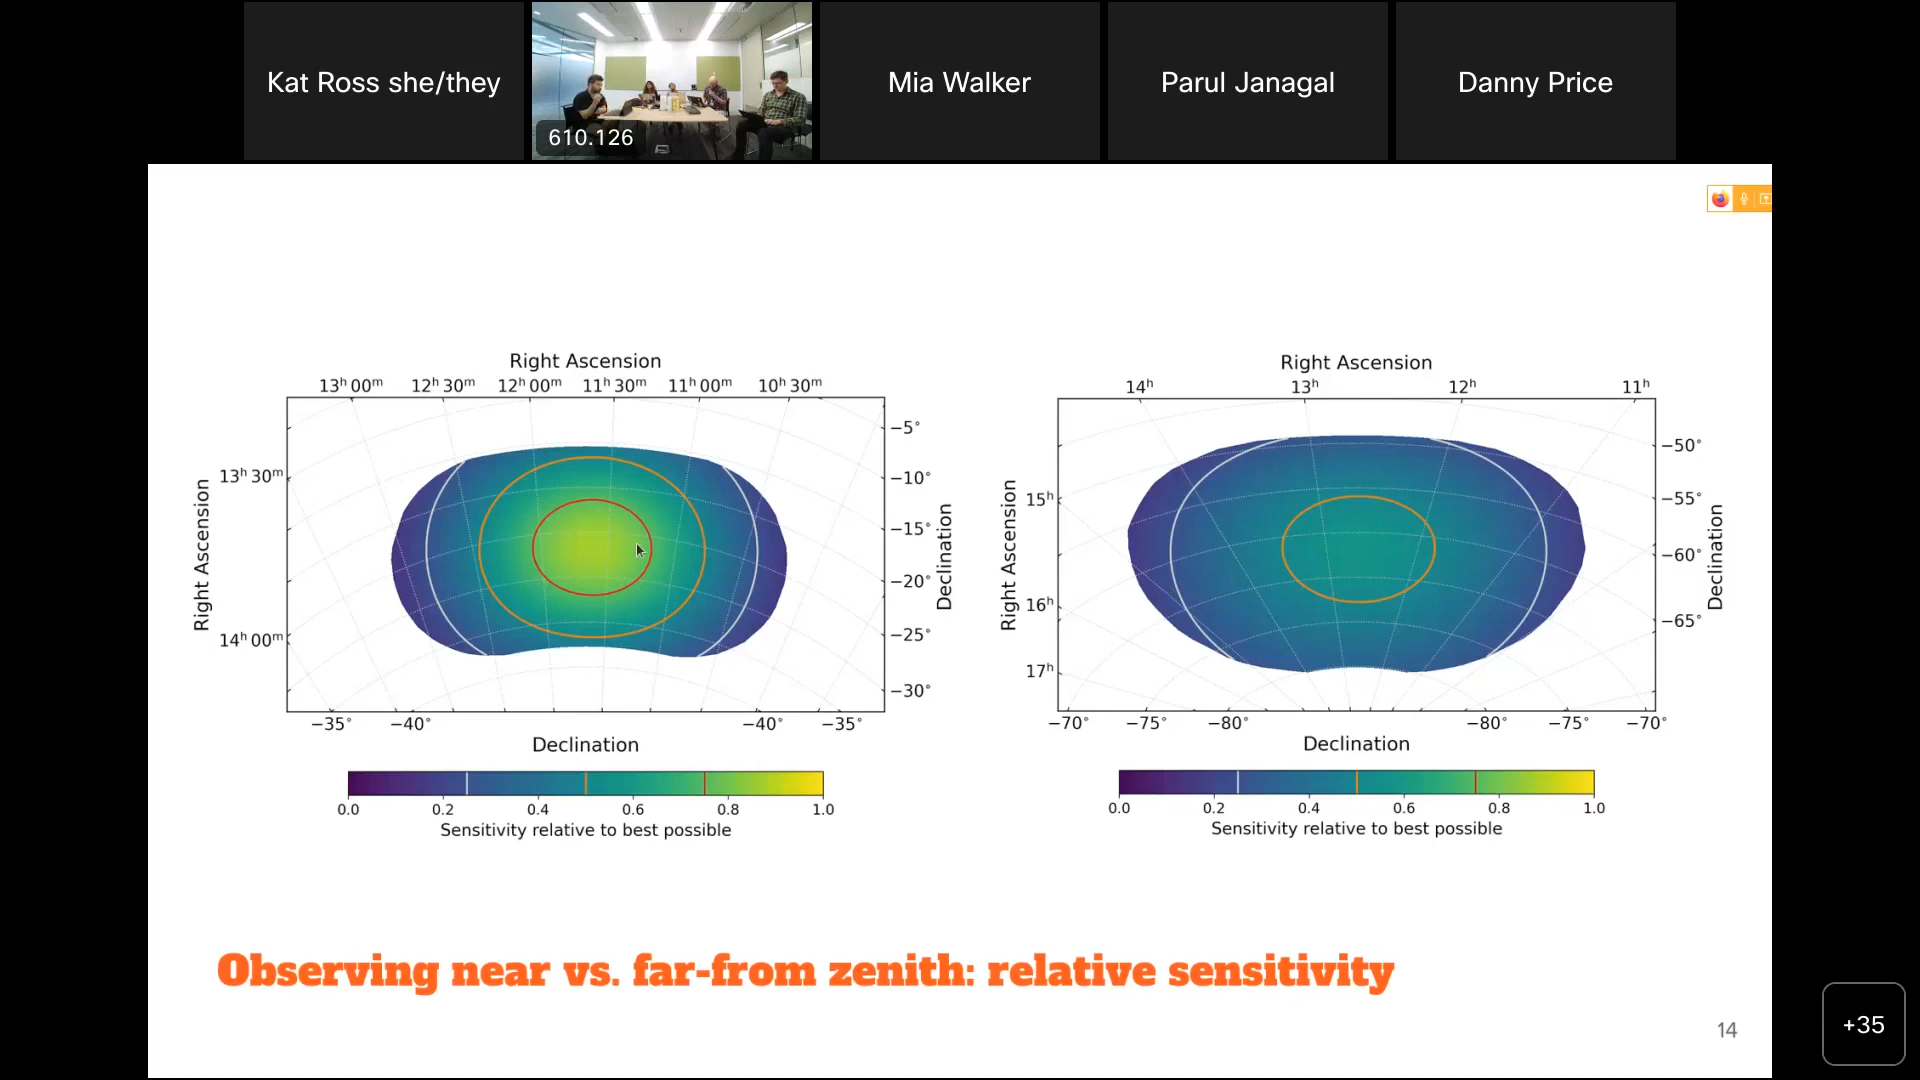 Kat Ross she/they
610.126
Mia Walker
Parul Janagal
Danny Price
Right Ascension
13ʰ 00ᵐ 12ʰ 30ᵐ 12ʰ 00ᵐ 11ʰ 30ᵐ 11ʰ 00ᵐ 10ʰ 30ᵐ
13ʰ 30ᵐ
14ʰ 00ᵐ
Right Ascension
−5°
−10°
−15°
−20°
−25°
−30°
Declination
−35° −40° −40° −35°
Declination
0.0 0.2 0.4 0.6 0.8 1.0
Sensitivity relative to best possible
Right Ascension
14ʰ 13ʰ 12ʰ 11ʰ
15ʰ
16ʰ
17ʰ
Right Ascension
−50°
−55°
−60°
−65°
Declination
−70° −75° −80° −80° −75° −70°
Declination
0.0 0.2 0.4 0.6 0.8 1.0
Sensitivity relative to best possible
Observing near vs. far-from zenith: relative sensitivity
14
+35